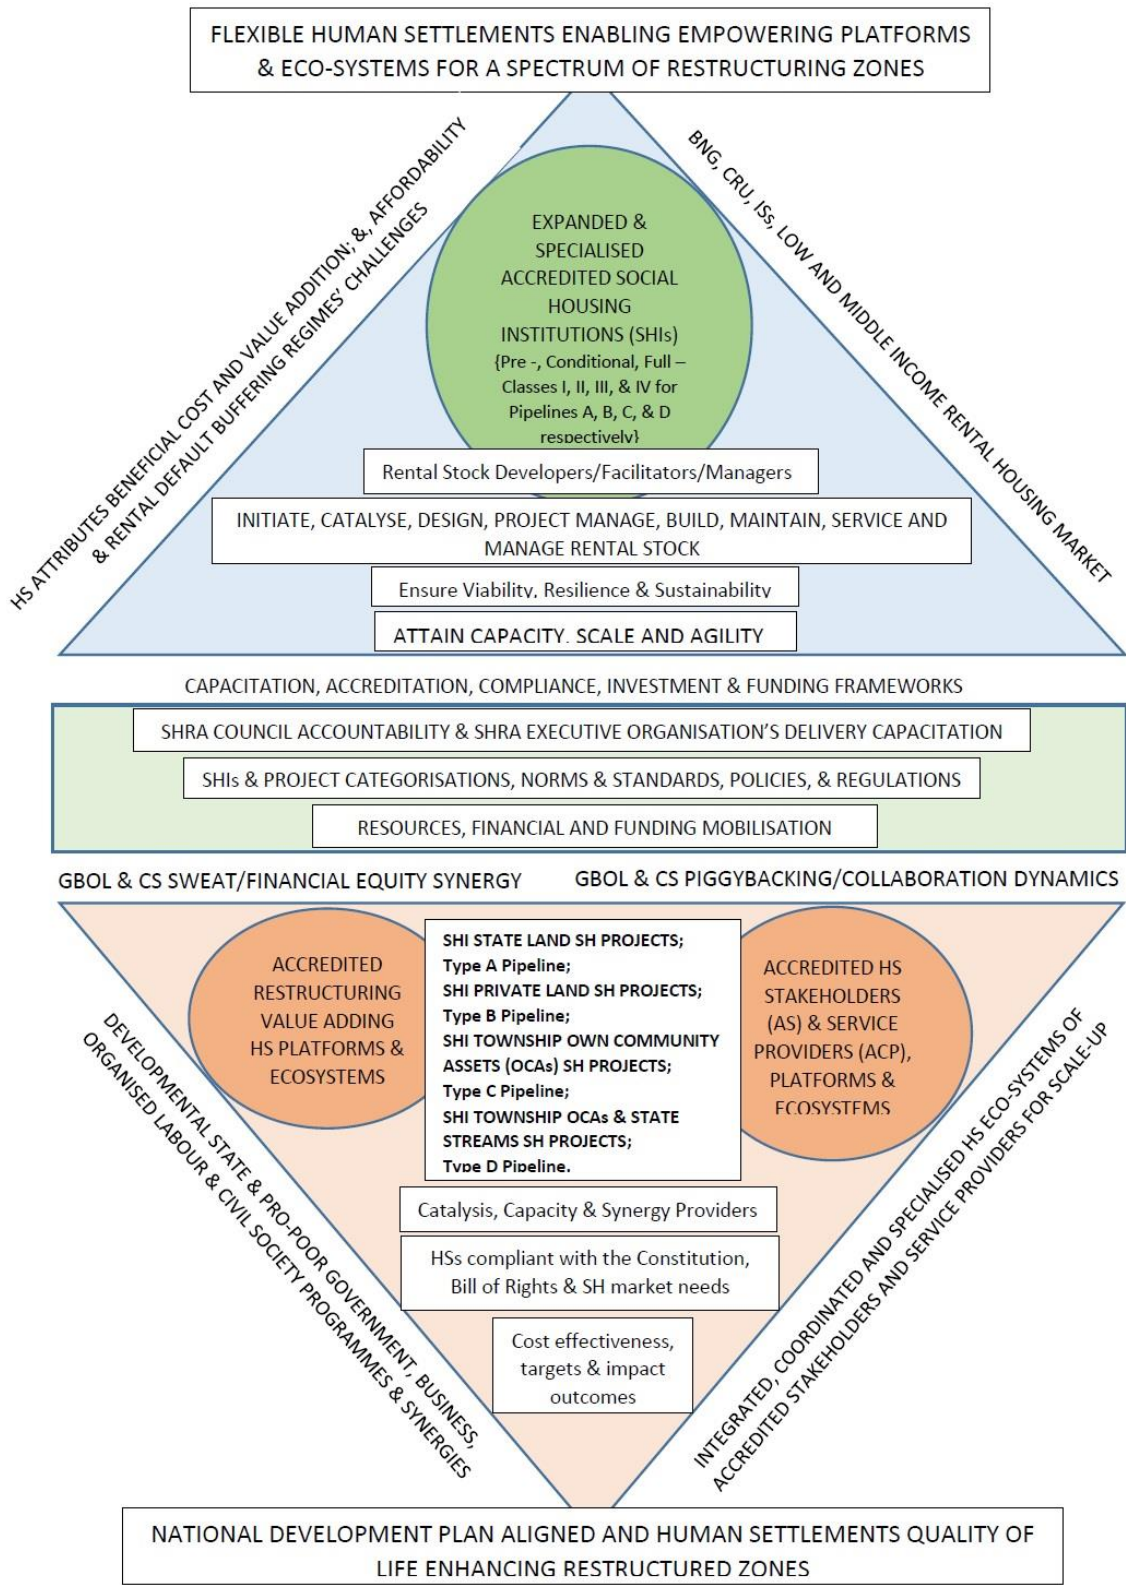 FLEXIBLE HUMAN SETTLEMENTS ENABLING EMPOWERING PLATFORMS
& ECO-SYSTEMS FOR A SPECTRUM OF RESTRUCTURING ZONES
HS ATTRIBUTES BENEFICIAL COST AND VALUE ADDITION; &, AFFORDABILITY
& RENTAL DEFAULT BUFFERING REGIMES' CHALLENGES
BNG, CRU, ISs, LOW AND MIDDLE INCOME RENTAL HOUSING MARKET
EXPANDED &
SPECIALISED
ACCREDITED SOCIAL
HOUSING
INSTITUTIONS (SHIs)
{Pre -, Conditional, Full –
Classes I, II, III, & IV for
Pipelines A, B, C, & D
respectively}
Rental Stock Developers/Facilitators/Managers
INITIATE, CATALYSE, DESIGN, PROJECT MANAGE, BUILD, MAINTAIN, SERVICE AND
MANAGE RENTAL STOCK
Ensure Viability, Resilience & Sustainability
ATTAIN CAPACITY, SCALE AND AGILITY
CAPACITATION, ACCREDITATION, COMPLIANCE, INVESTMENT & FUNDING FRAMEWORKS
SHRA COUNCIL ACCOUNTABILITY & SHRA EXECUTIVE ORGANISATION'S DELIVERY CAPACITATION
SHIs & PROJECT CATEGORISATIONS, NORMS & STANDARDS, POLICIES, & REGULATIONS
RESOURCES, FINANCIAL AND FUNDING MOBILISATION
GBOL & CS SWEAT/FINANCIAL EQUITY SYNERGY
GBOL & CS PIGGYBACKING/COLLABORATION DYNAMICS
ACCREDITED
RESTRUCTURING
VALUE ADDING
HS PLATFORMS &
ECOSYSTEMS
SHI STATE LAND SH PROJECTS;
Type A Pipeline;
SHI PRIVATE LAND SH PROJECTS;
Type B Pipeline;
SHI TOWNSHIP OWN COMMUNITY
ASSETS (OCAs) SH PROJECTS;
Type C Pipeline;
SHI TOWNSHIP OCAs & STATE
STREAMS SH PROJECTS;
Type D Pipeline.
ACCREDITED HS
STAKEHOLDERS
(AS) & SERVICE
PROVIDERS (ACP),
PLATFORMS &
ECOSYSTEMS
DEVELOPMENTAL STATE & PRO-POOR GOVERNMENT, BUSINESS,
ORGANISED LABOUR & CIVIL SOCIETY PROGRAMMES & SYNERGIES
Catalysis, Capacity & Synergy Providers
HSs compliant with the Constitution,
Bill of Rights & SH market needs
Cost effectiveness,
targets & impact
outcomes
INTEGRATED, COORDINATED AND SPECIALISED HS ECO-SYSTEMS OF
ACCREDITED STAKEHOLDERS AND SERVICE PROVIDERS FOR SCALE-UP
NATIONAL DEVELOPMENT PLAN ALIGNED AND HUMAN SETTLEMENTS QUALITY OF
LIFE ENHANCING RESTRUCTURED ZONES